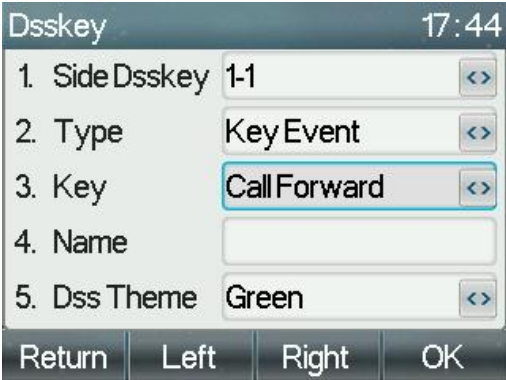 Dsskey 17:44
1. Side Dsskey 1-1
2. Type Key Event
3. Key Call Forward
4. Name
5. Dss Theme Green
Return Left Right OK